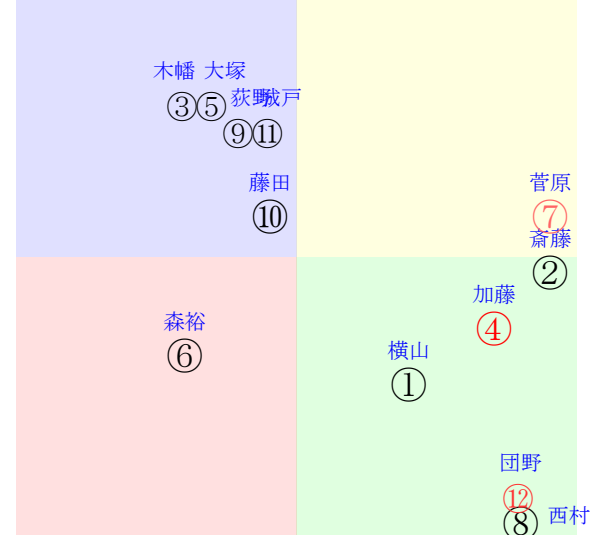 木幡 大塚
③⑤
荻野 城戸
⑨⑪
藤田
⑩
菅原
⑦
斎藤
②
加藤
④
森裕
⑥
横山
①
団野
⑫
西村
⑧